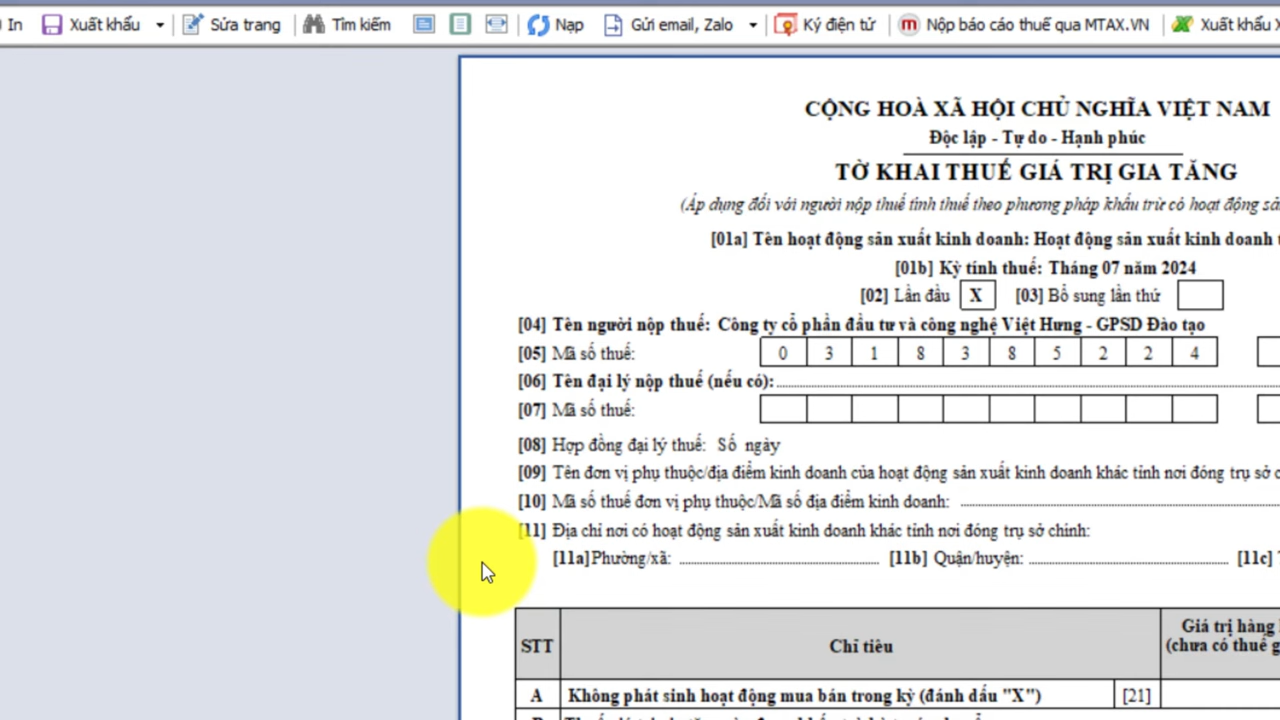 In Xuất khẩu Sửa trang Tìm kiếm Nạp Gửi email, Zalo Ký điện tử Nộp báo cáo thuế qua MTAX.VN Xuất khẩu
CỘNG HOÀ XÃ HỘI CHỦ NGHĨA VIỆT NAM
Độc lập - Tự do - Hạnh phúc
TỜ KHAI THUẾ GIÁ TRỊ GIA TĂNG
(Áp dụng đối với người nộp thuế tính thuế theo phương pháp khấu trừ có hoạt động
[01a] Tên hoạt động sản xuất kinh doanh: Hoạt động sản xuất kinh doanh
[01b] Kỳ tính thuế: Tháng 07 năm 2024
[02] Lần đầu X [03] Bổ sung lần thứ
[04] Tên người nộp thuế: Công ty cổ phần đầu tư và công nghệ Việt Hưng - GPSD Đào tạo
[05] Mã số thuế: 0 3 1 8 3 8 5 2 2 4
[06] Tên đại lý nộp thuế (nếu có):
[07] Mã số thuế:
[08] Hợp đồng đại lý thuế: Số ngày
[09] Tên đơn vị phụ thuộc/địa điểm kinh doanh của hoạt động sản xuất kinh doanh khác tỉnh nơi đóng trụ sở
[10] Mã số thuế đơn vị phụ thuộc/Mã số địa điểm kinh doanh:
[11] Địa chỉ nơi có hoạt động sản xuất kinh doanh khác tỉnh nơi đóng trụ sở chính:
[11a]Phường/xã: [11b] Quận/huyện: [11c]
STT Chỉ tiêu Giá trị hàng
(chưa có thuế
A Không phát sinh hoạt động mua bán trong kỳ (đánh dấu "X") [21]